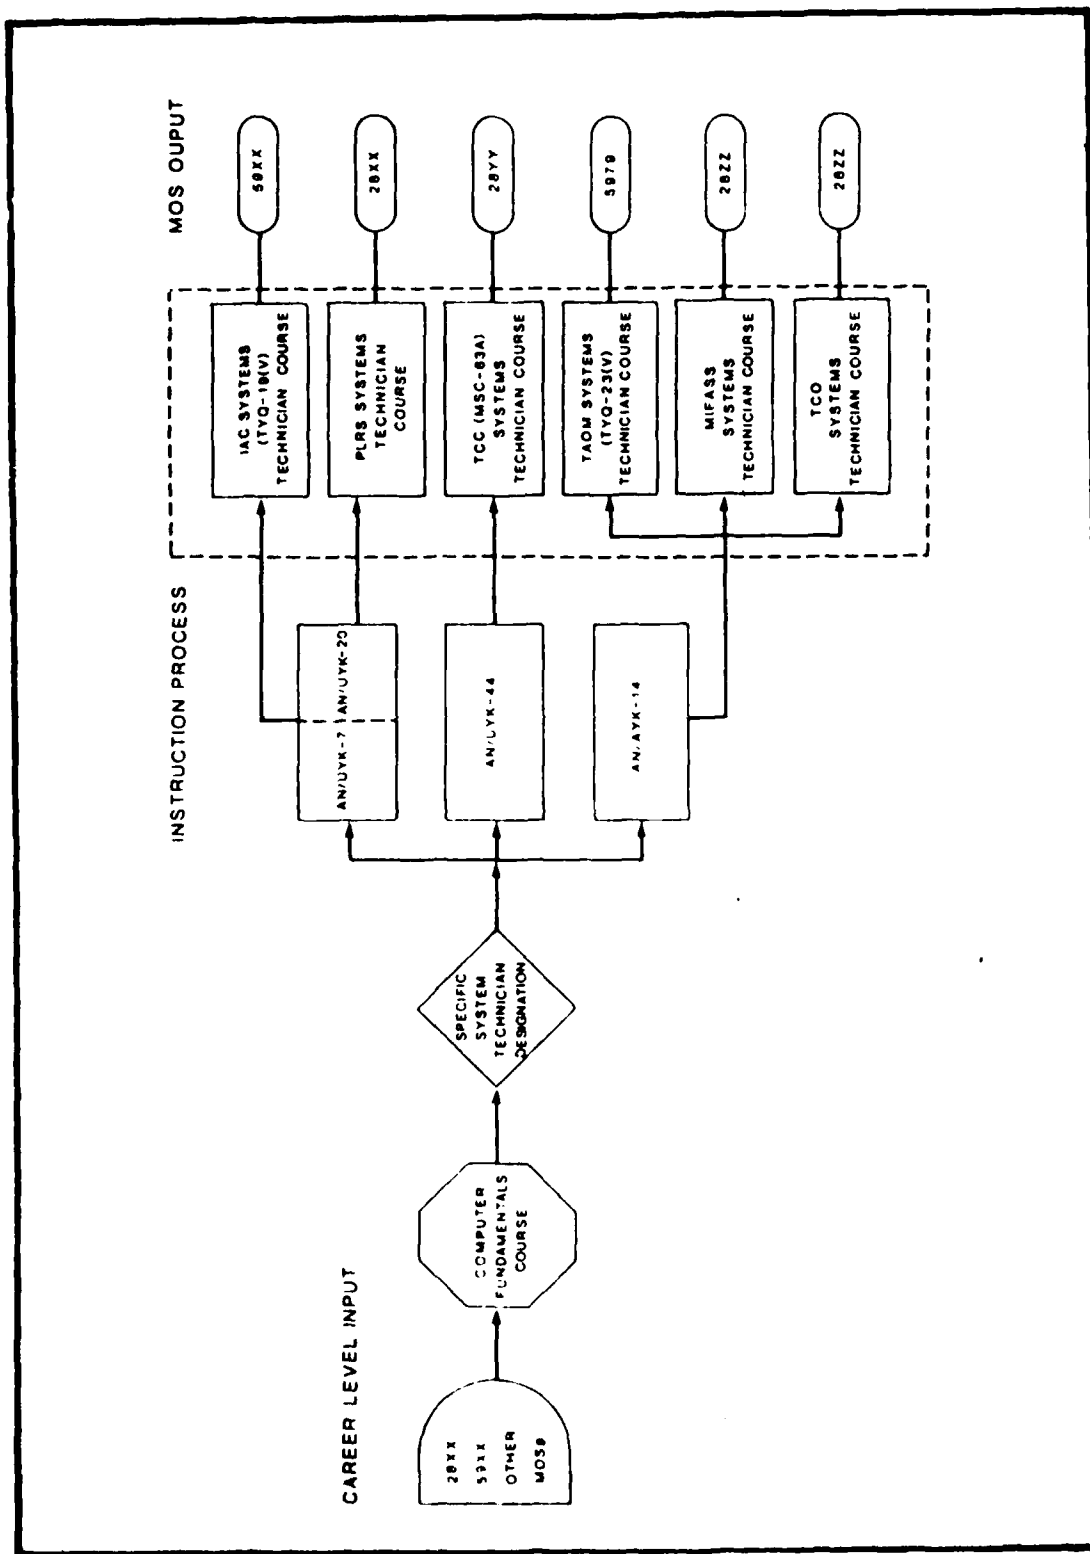 CAREER LEVEL INPUT
INSTRUCTION PROCESS
MOS OUPUT
28XX
59XX
OTHER
MOSs
COMPUTER
FUNDAMENTALS
COURSE
SPECIFIC
SYSTEM
TECHNICIAN
DESIGNATION
AN/UYK-7
AN/UYK-20
AN/UYK-44
AN/AYK-14
IAC SYSTEMS
(TYQ-19(V)
TECHNICIAN COURSE
PLRS SYSTEMS
TECHNICIAN
COURSE
TCC (MSC-63A)
SYSTEMS
TECHNICIAN COURSE
TAOM SYSTEMS
(TYQ-23(V)
TECHNICIAN COURSE
MIFASS
SYSTEMS
TECHNICIAN COURSE
TCO
SYSTEMS
TECHNICIAN COURSE
59XX
28XX
28YY
5979
28ZZ
28ZZ